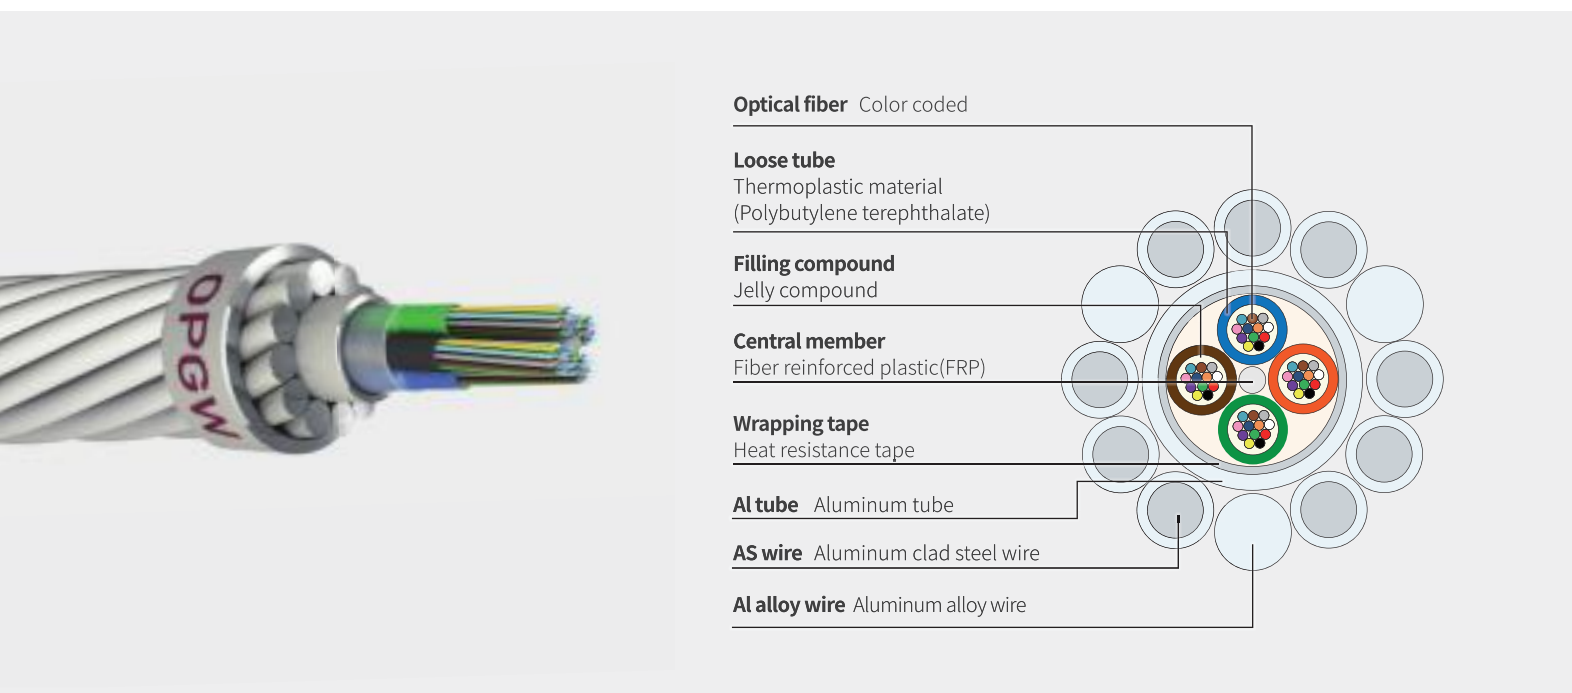 OPGW
Optical fiber Color coded
Loose tube
Thermoplastic material
(Polybutylene terephthalate)
Filling compound
Jelly compound
Central member
Fiber reinforced plastic(FRP)
Wrapping tape
Heat resistance tape
Al tube Aluminum tube
AS wire Aluminum clad steel wire
Al alloy wire Aluminum alloy wire